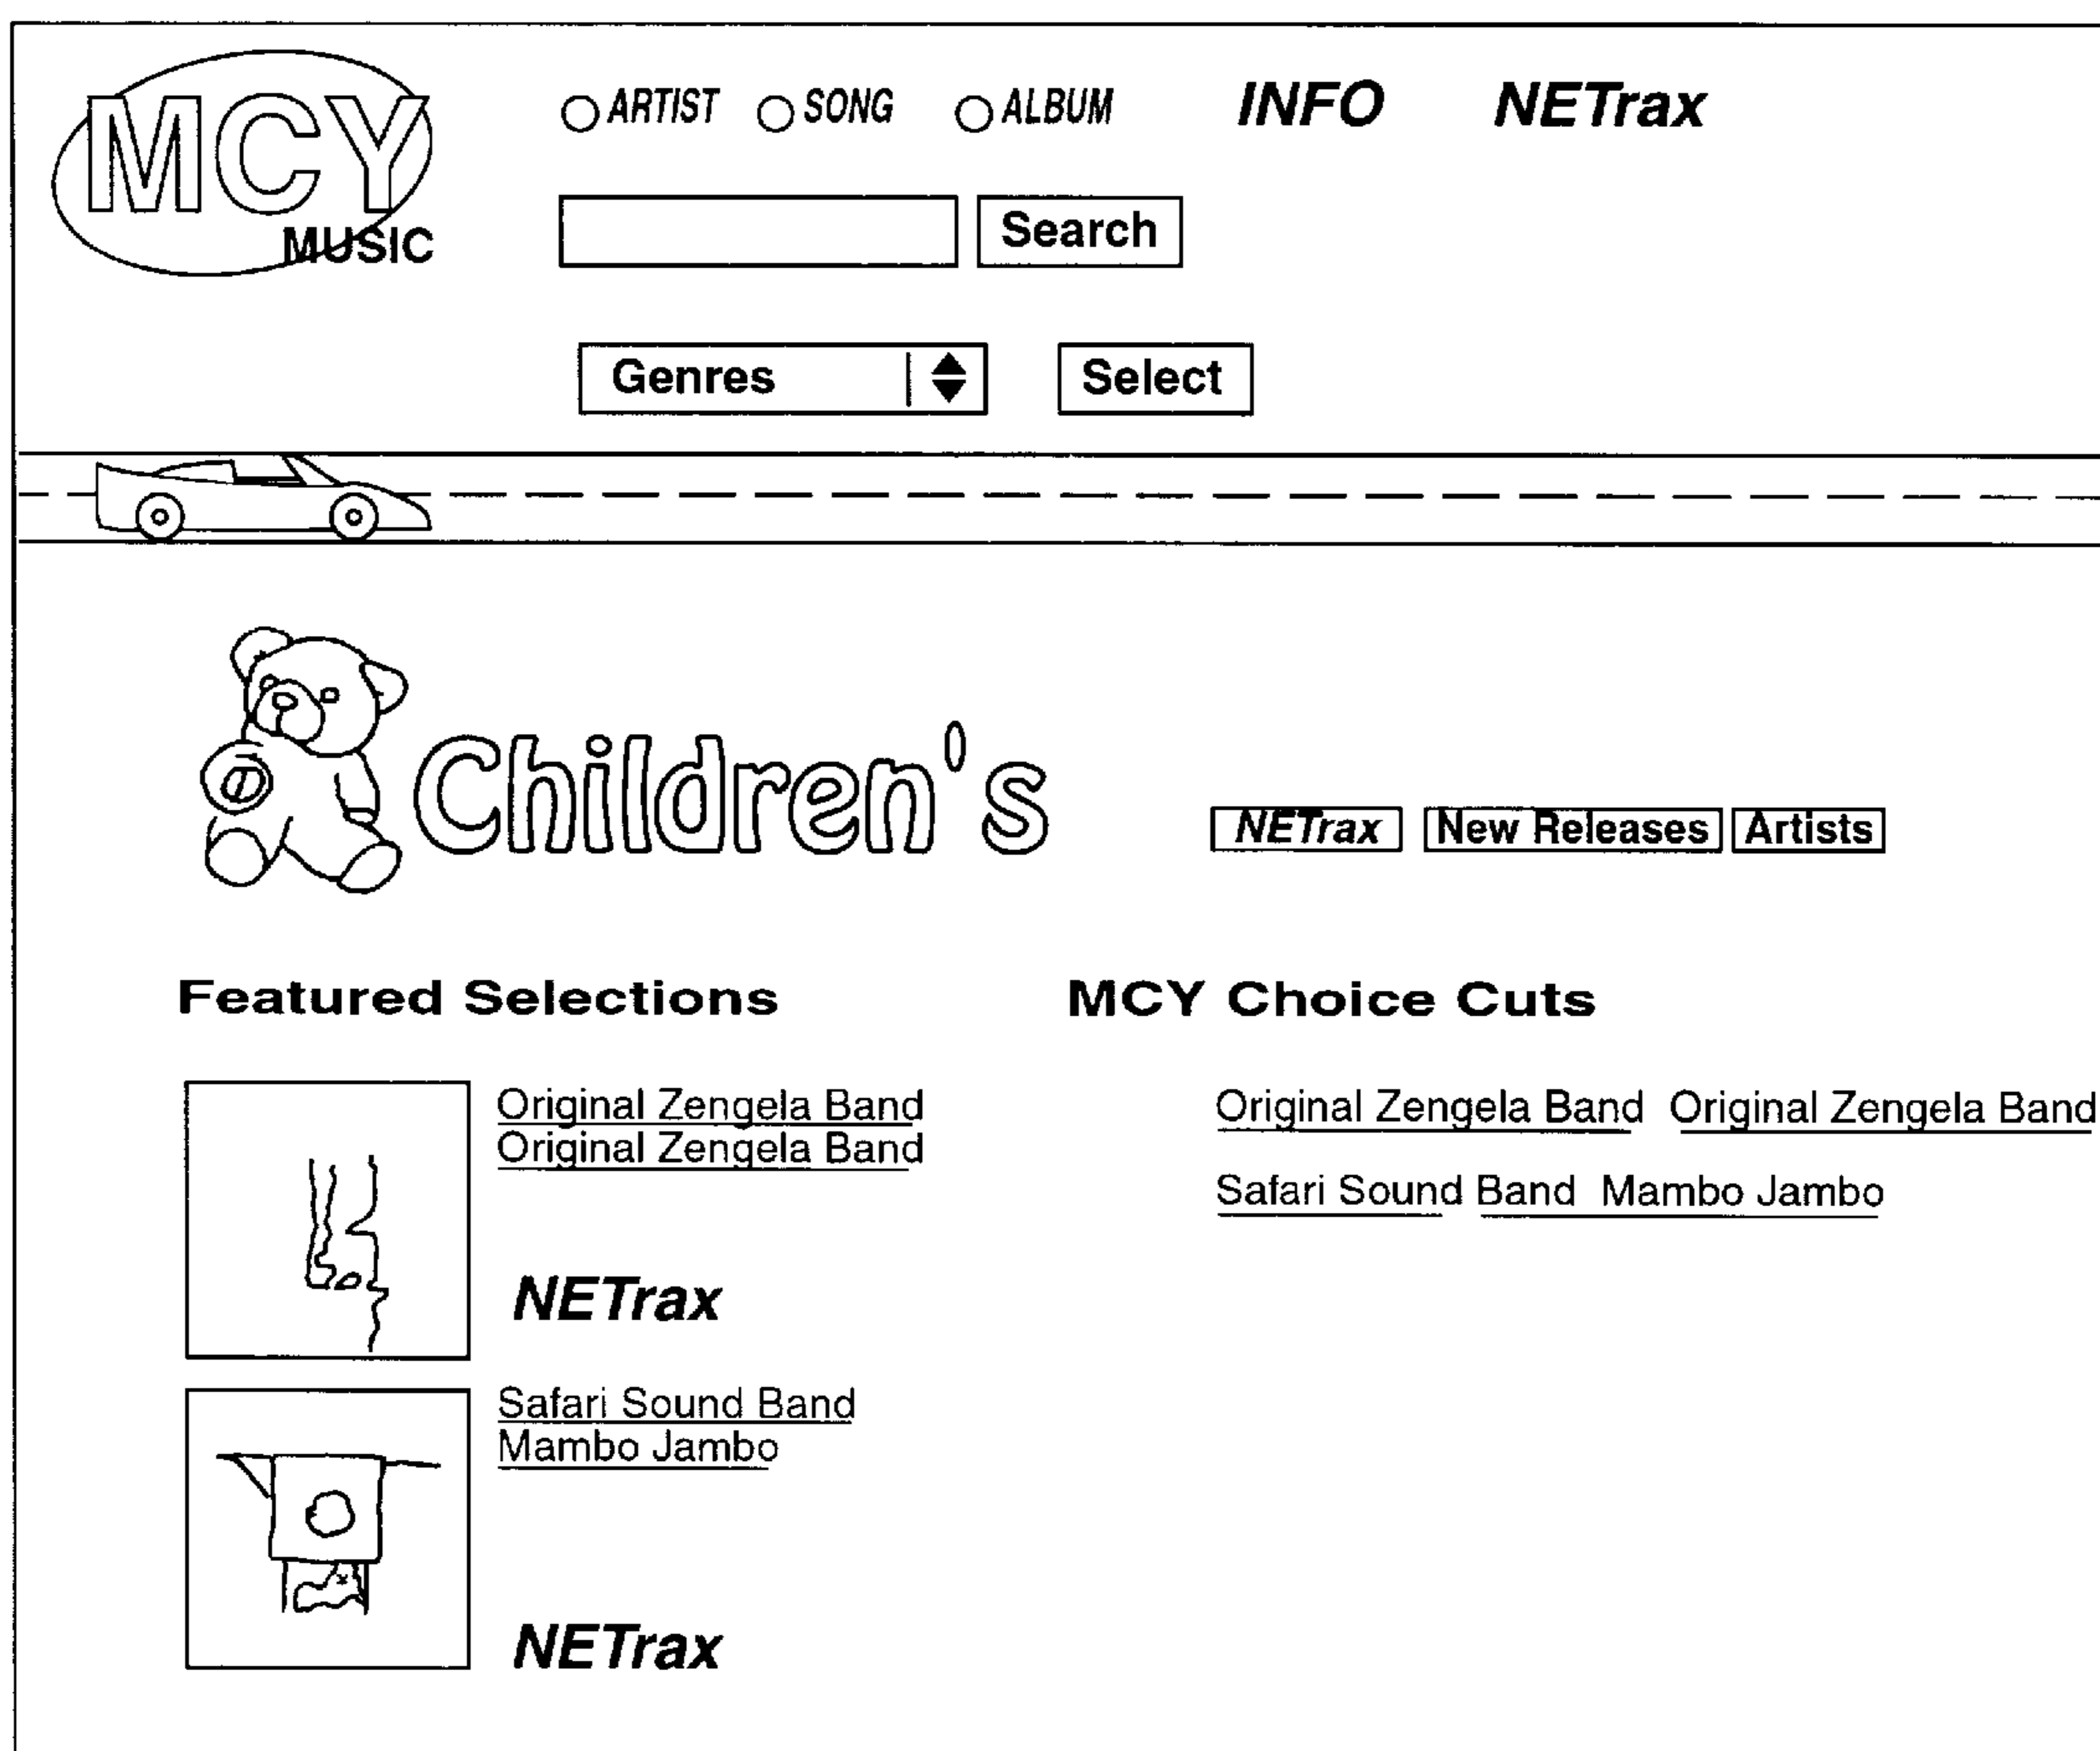 MCY
MUSIC
ARTIST SONG ALBUM INFO NETrax
Search
Genres Select
Children's
NETrax New Releases Artists
Featured Selections
Original Zengela Band
Original Zengela Band
NETrax
Safari Sound Band
Mambo Jambo
NETrax
MCY Choice Cuts
Original Zengela Band Original Zengela Band
Safari Sound Band Mambo Jambo